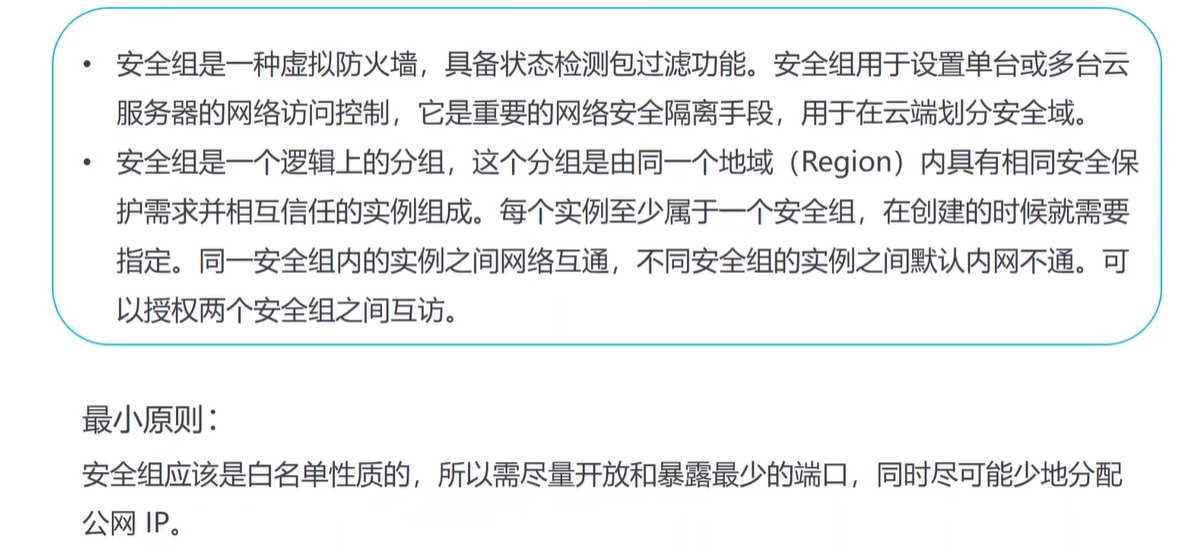 • 安全组是一种虚拟防火墙，具备状态检测包过滤功能。安全组用于设置单台或多台云
服务器的网络访问控制，它是重要的网络安全隔离手段，用于在云端划分安全域。
• 安全组是一个逻辑上的分组，这个分组是由同一个地域（Region）内具有相同安全保
护需求并相互信任的实例组成。每个实例至少属于一个安全组，在创建的时候就需要
指定。同一安全组内的实例之间网络互通，不同安全组的实例之间默认内网不通。可
以授权两个安全组之间互访。
最小原则：
安全组应该是白名单性质的，所以需尽量开放和暴露最少的端口，同时尽可能少地分配
公网 IP。